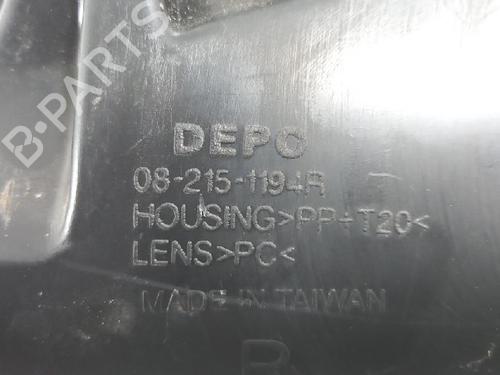 B-PARTS
DEPO
08-215-1194R
HOUSING>PP+T20<
LENS>PC<
MADE IN TAIWAN
R